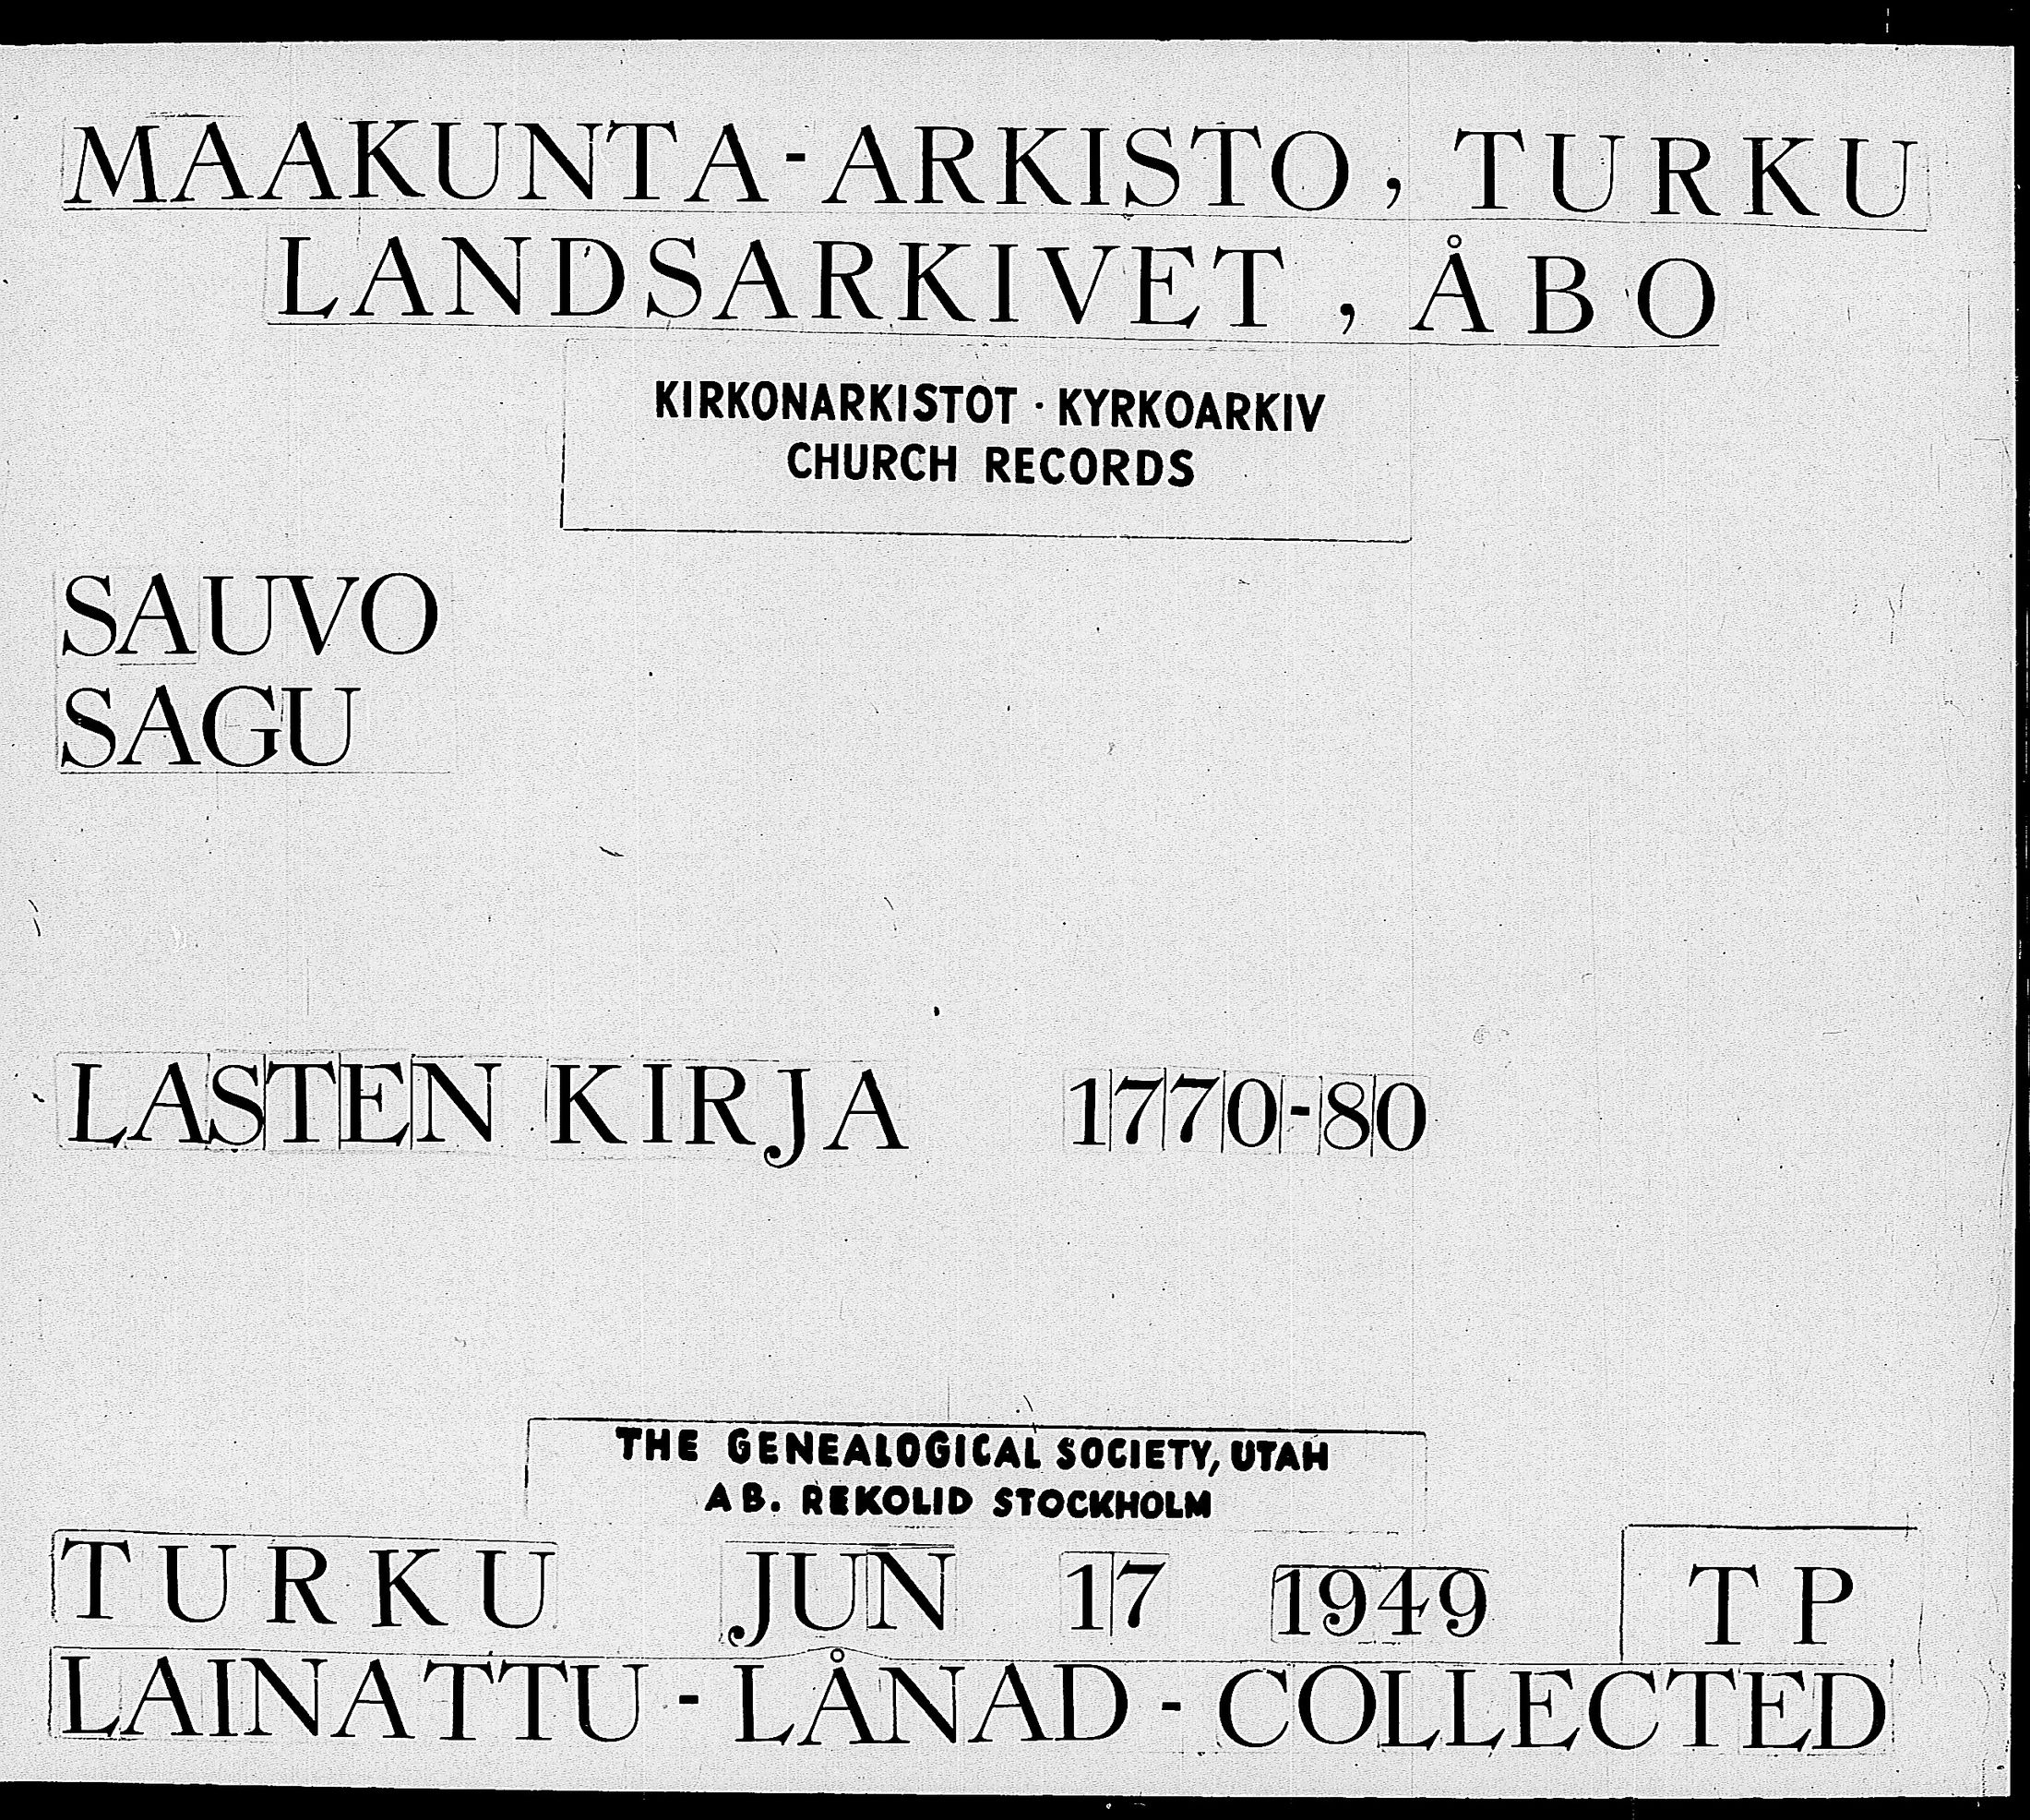 MAAKUNTA-ARKISTO, TURKU
LANDSARKIVET, ÅBO
KIRKONARKISTOT · KYRKOARKIV
CHURCH RECORDS
SAUVO
SAGU
LASTEN KIRJA 1770-80
THE GENEALOGICAL SOCIETY, UTAH
AB. REKOLID STOCKHOLM
TURKU JUN 17 1949 TP
LAINATTU - LÅNAD - COLLECTED